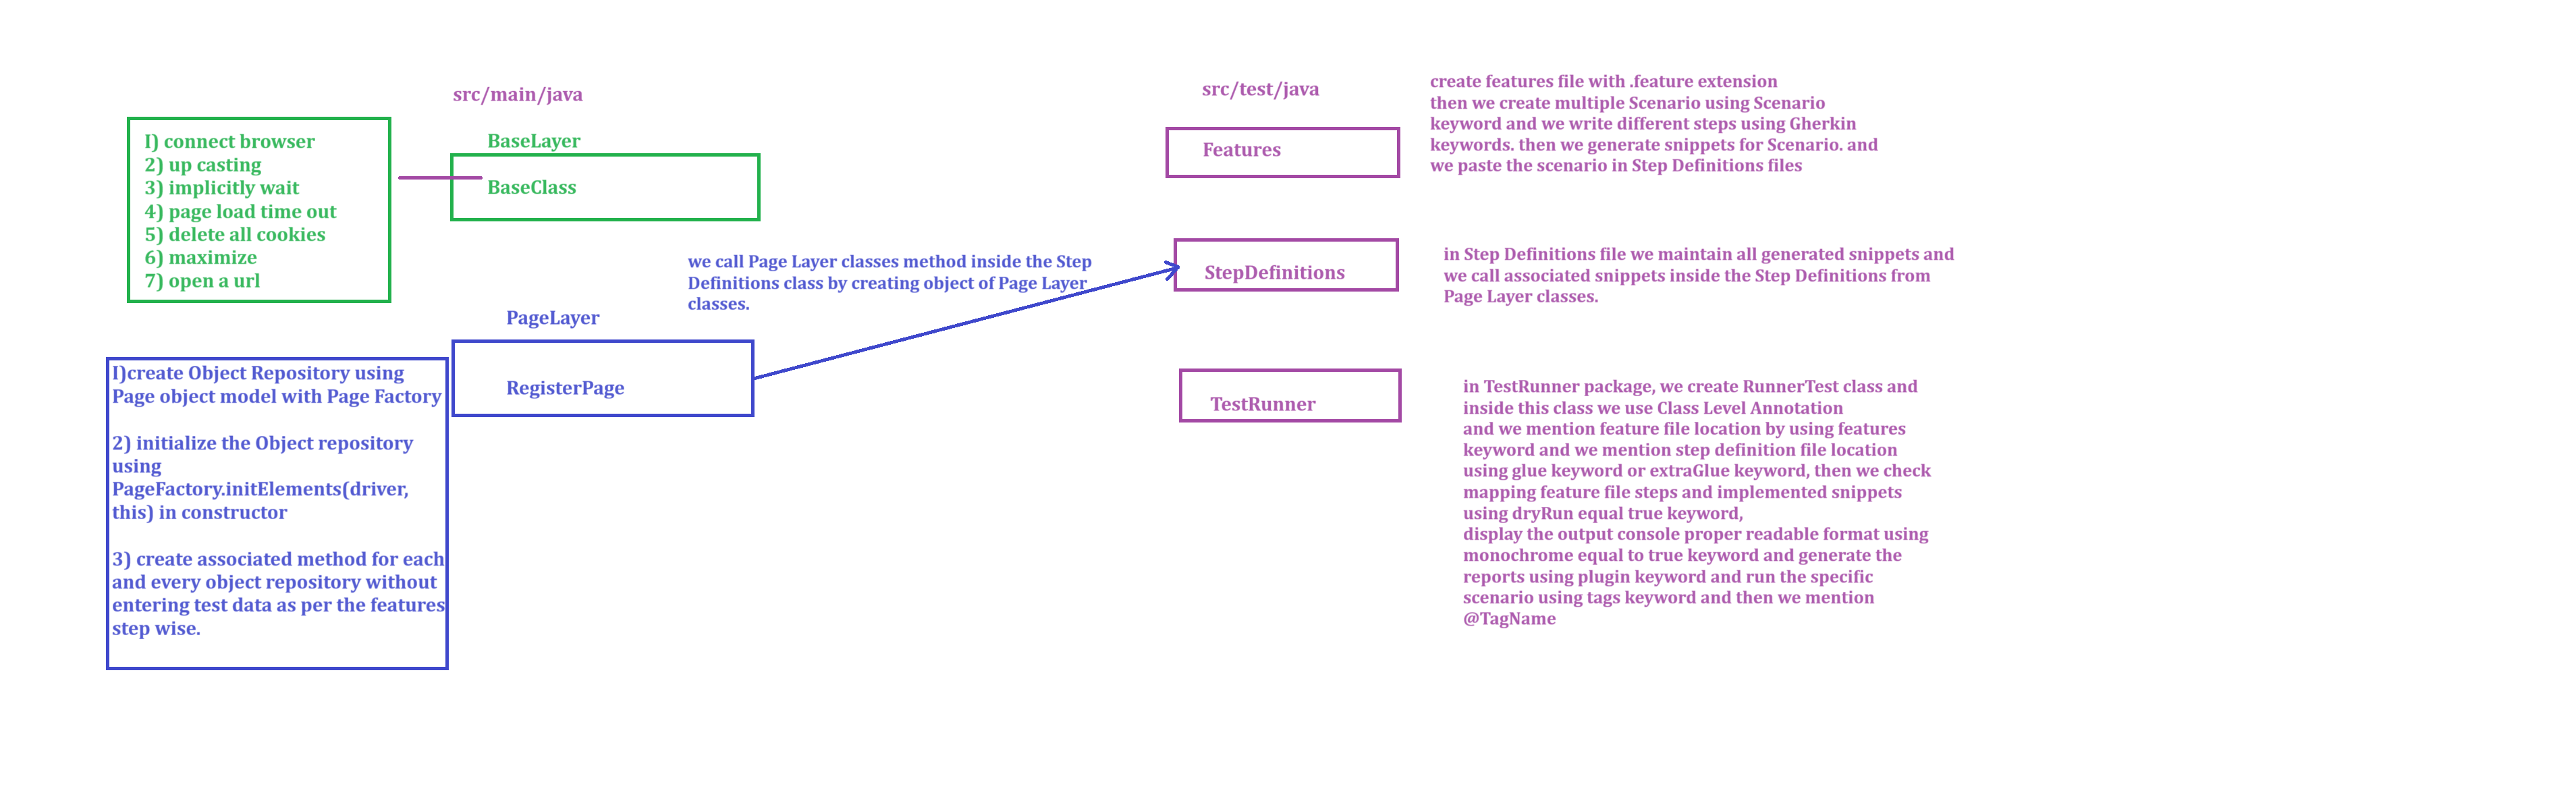 src/main/java
I) connect browser
2) up casting
3) implicitly wait
4) page load time out
5) delete all cookies
6) maximize
7) open a url
BaseLayer
BaseClass
we call Page Layer classes method inside the Step
Definitions class by creating object of Page Layer
classes.
PageLayer
RegisterPage
I)create Object Repository using
Page object model with Page Factory
2) initialize the Object repository
using
PageFactory.initElements(driver,
this) in constructor
3) create associated method for each
and every object repository without
entering test data as per the features
step wise.
src/test/java
Features
create features file with .feature extension
then we create multiple Scenario using Scenario
keyword and we write different steps using Gherkin
keywords. then we generate snippets for Scenario. and
we paste the scenario in Step Definitions files
StepDefinitions
in Step Definitions file we maintain all generated snippets and
we call associated snippets inside the Step Definitions from
Page Layer classes.
TestRunner
in TestRunner package, we create RunnerTest class and
inside this class we use Class Level Annotation
and we mention feature file location by using features
keyword and we mention step definition file location
using glue keyword or extraGlue keyword, then we check
mapping feature file steps and implemented snippets
using dryRun equal true keyword,
display the output console proper readable format using
monochrome equal to true keyword and generate the
reports using plugin keyword and run the specific
scenario using tags keyword and then we mention
@TagName